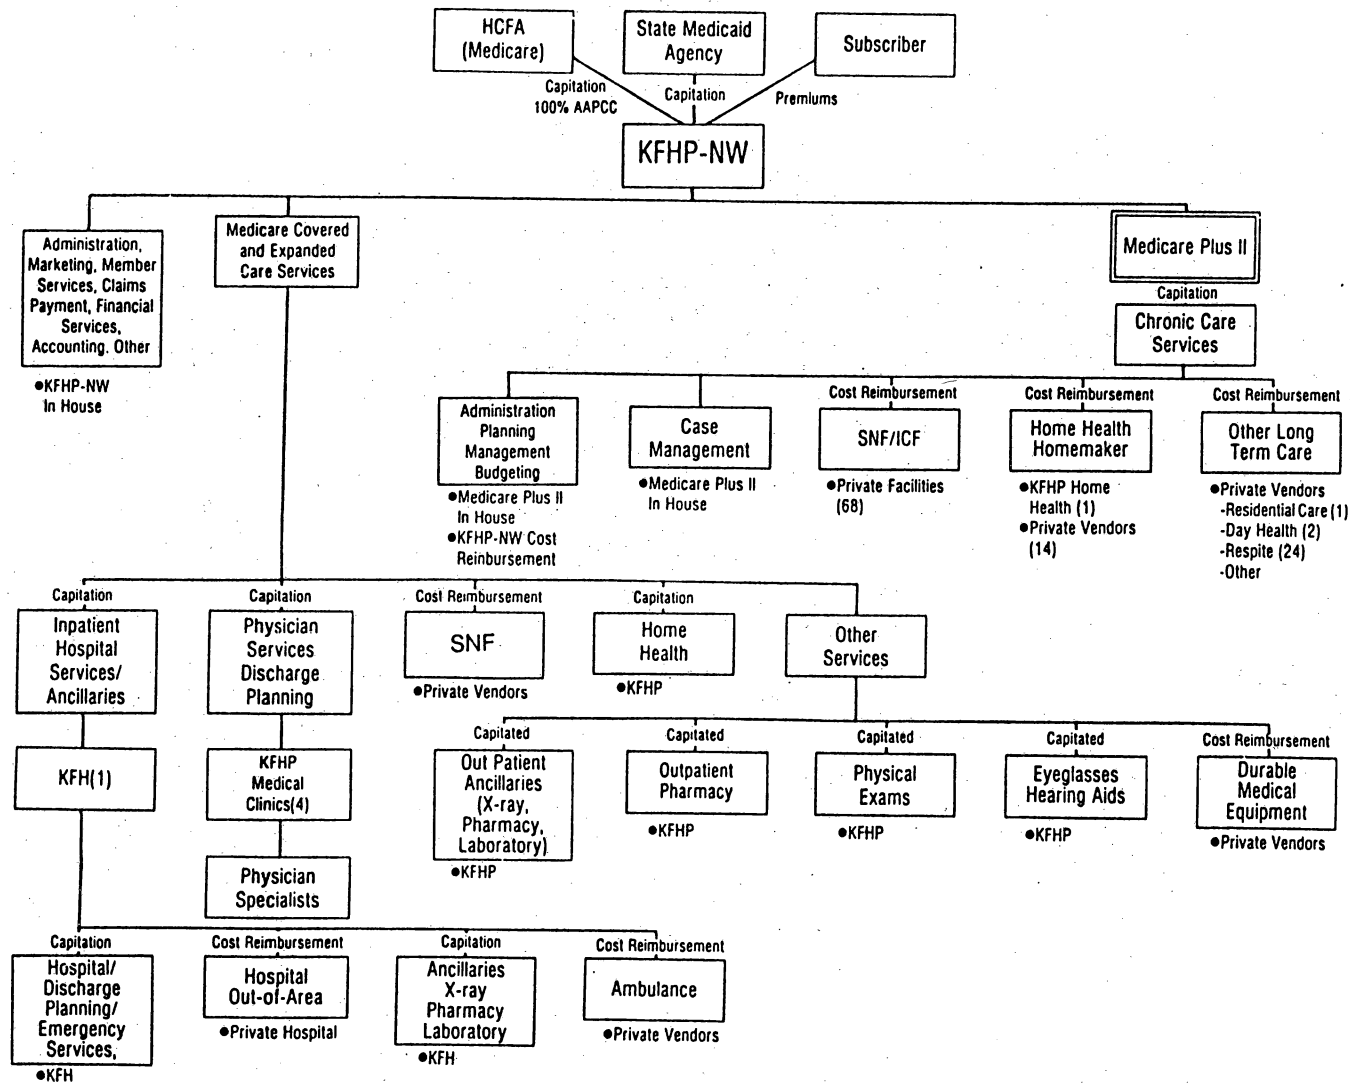 HCFA
(Medicare)
State Medicaid
Agency
Subscriber
Capitation
100% AAPCC
Capitation
Premiums
KFHP-NW
Administration,
Marketing, Member
Services, Claims
Payment, Financial
Services,
Accounting. Other
●KFHP-NW
In House
Medicare Covered
and Expanded
Care Services
Medicare Plus II
Capitation
Chronic Care
Services
Administration
Planning
Management
Budgeting
●Medicare Plus II
In House
●KFHP-NW Cost
Reinbursement
Case
Management
●Medicare Plus II
In House
Cost Reimbursement
SNF/ICF
●Private Facilities
(68)
Cost Reimbursement
Home Health
Homemaker
●KFHP Home
Health (1)
●Private Vendors
(14)
Cost Reimbursement
Other Long
Term Care
●Private Vendors
-Residential Care (1)
-Day Health (2)
-Respite (24)
-Other
Capitation
Inpatient
Hospital
Services/
Ancillaries
KFH(1)
Capitation
Physician
Services
Discharge
Planning
KFHP
Medical
Clinics(4)
Physician
Specialists
Cost Reimbursement
SNF
●Private Vendors
Capitation
Home
Health
●KFHP
Other
Services
Capitated
Out Patient
Ancillaries
(X-ray,
Pharmacy,
Laboratory)
●KFHP
Capitated
Outpatient
Pharmacy
●KFHP
Capitated
Physical
Exams
●KFHP
Capitated
Eyeglasses
Hearing Aids
●KFHP
Cost Reimbursement
Durable
Medical
Equipment
●Private Vendors
Capitation
Hospital/
Discharge
Planning/
Emergency
Services,
●KFH
Cost Reimbursement
Hospital
Out-of-Area
●Private Hospital
Capitation
Ancillaries
X-ray
Pharmacy
Laboratory
●KFH
Cost Reimbursement
Ambulance
●Private Vendors